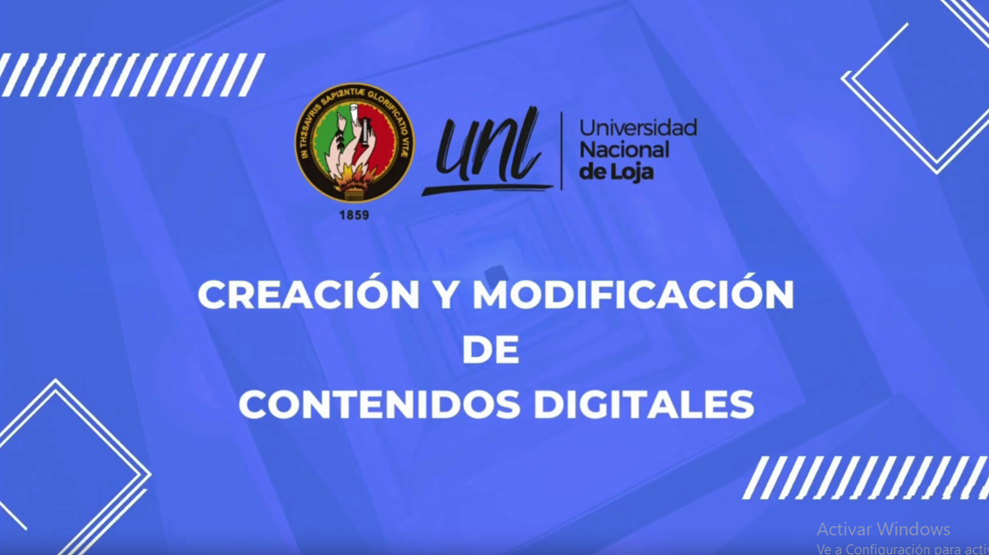 IN THESAVRIS SAPIENTIÆ GLORIFICATIO VITÆ
1859
unl
Universidad
Nacional
de Loja
CREACIÓN Y MODIFICACIÓN
DE
CONTENIDOS DIGITALES
Activar Windows
Ve a Configuración para acti